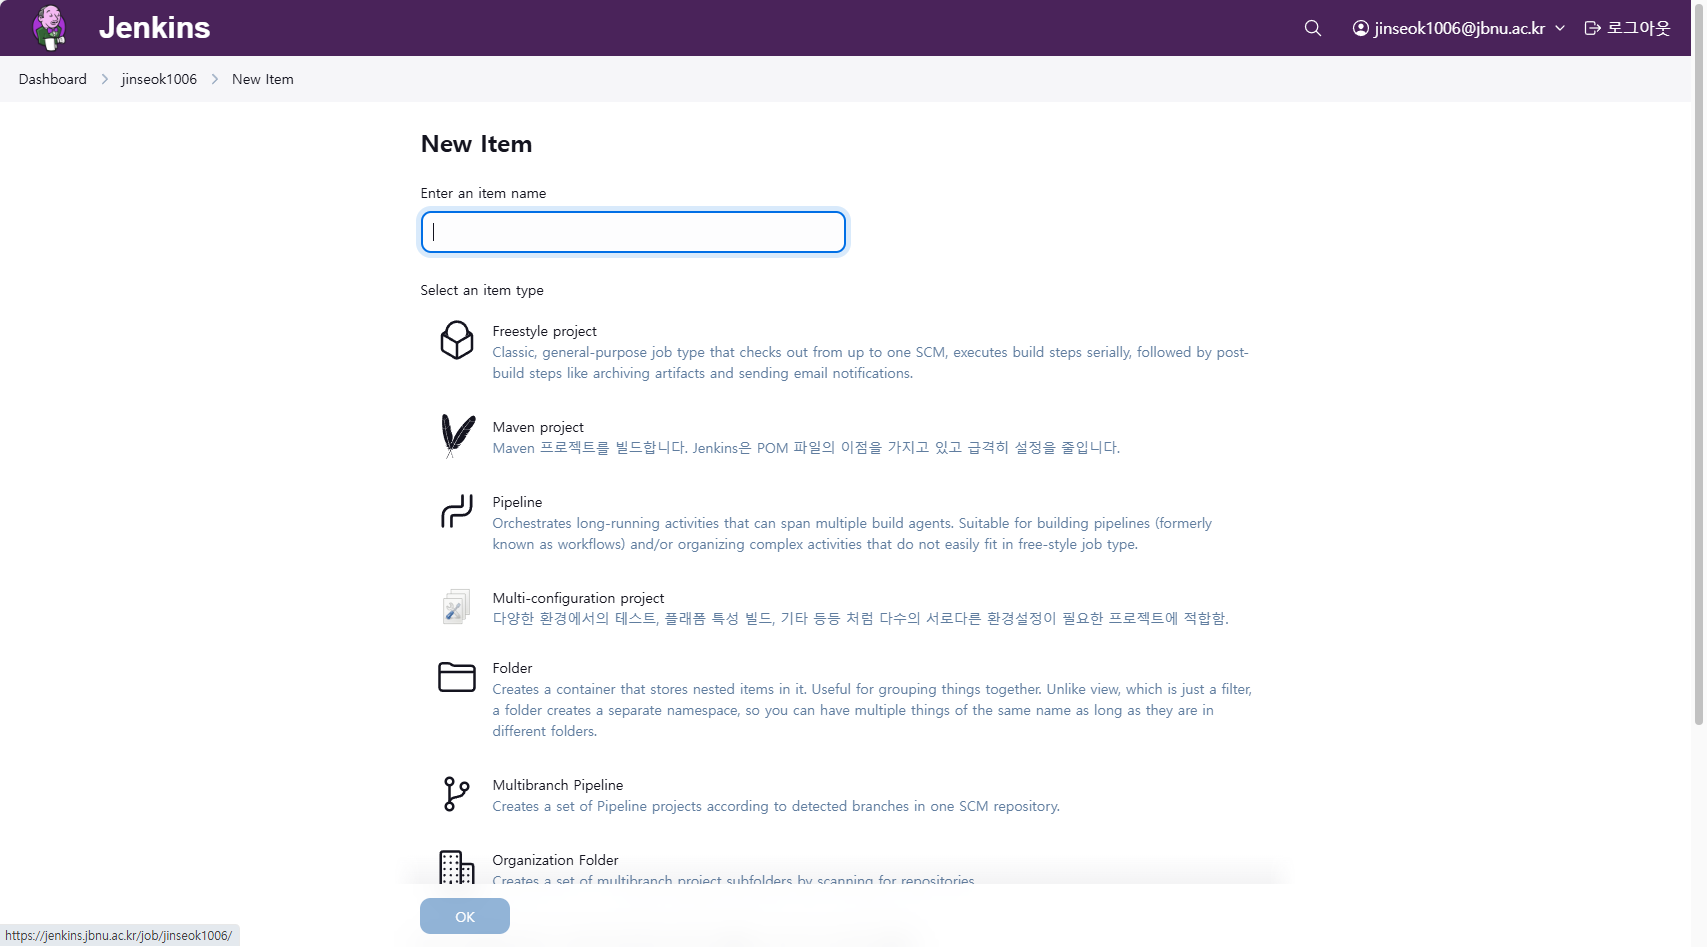 Jenkins
jinseok1006@jbnu.ac.kr
로그아웃
Dashboard
jinseok1006
New Item
New Item
Enter an item name
Select an item type
Freestyle project
Classic, general-purpose job type that checks out from up to one SCM, executes build steps serially, followed by post-
build steps like archiving artifacts and sending email notifications.
Maven project
Maven 프로젝트를 빌드합니다. Jenkins은 POM 파일의 이점을 가지고 있고 급격히 설정을 줄입니다.
Pipeline
Orchestrates long-running activities that can span multiple build agents. Suitable for building pipelines (formerly
known as workflows) and/or organizing complex activities that do not easily fit in free-style job type.
Multi-configuration project
다양한 환경에서의 테스트, 플래폼 특성 빌드, 기타 등등 처럼 다수의 서로다른 환경설정이 필요한 프로젝트에 적합함.
Folder
Creates a container that stores nested items in it. Useful for grouping things together. Unlike view, which is just a filter,
a folder creates a separate namespace, so you can have multiple things of the same name as long as they are in
different folders.
Multibranch Pipeline
Creates a set of Pipeline projects according to detected branches in one SCM repository.
Organization Folder
Creates a set of multibranch project subfolders by scanning for repositories.
OK
https://jenkins.jbnu.ac.kr/job/jinseok1006/